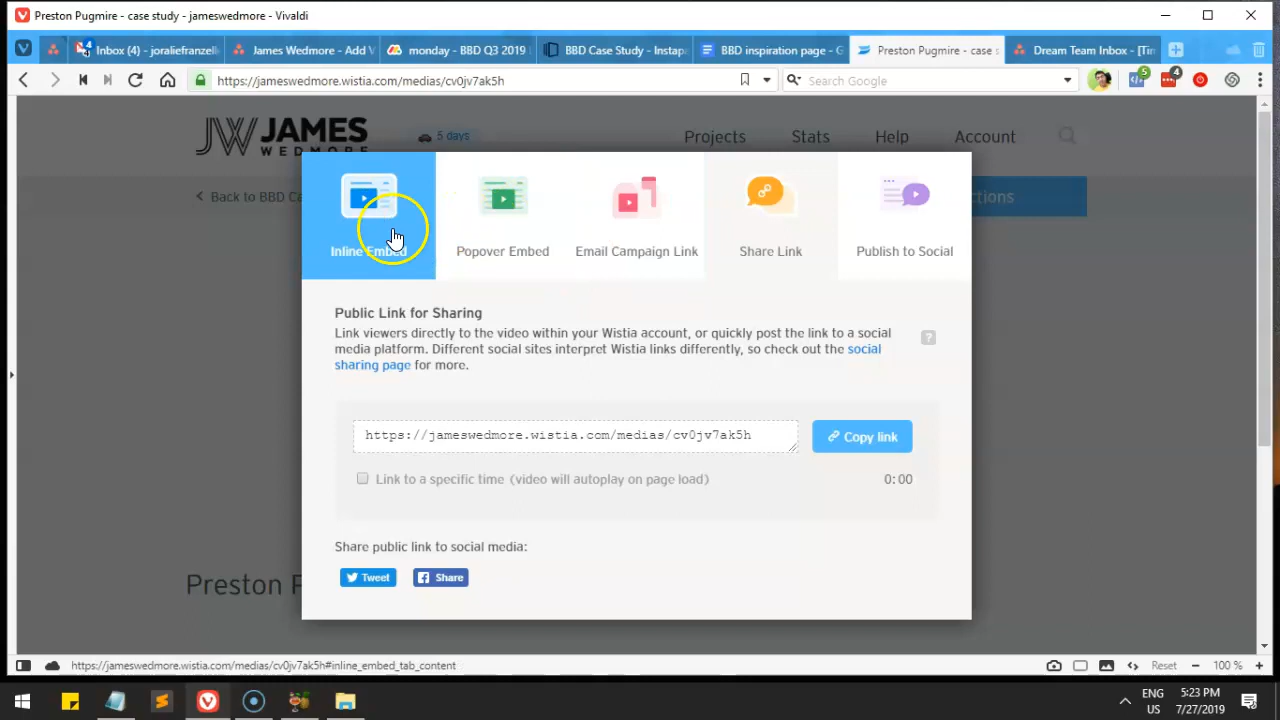 Preston Pugmire - case study - jameswedmore - Vivaldi
4 Inbox (4) - joraliefranzell
James Wedmore - Add V
monday - BBD Q3 2019
BBD Case Study - Instapa
BBD inspiration page - G
Preston Pugmire - case s
Dream Team Inbox - [Tim
https://jameswedmore.wistia.com/medias/cv0jv7ak5h
Search Google
5
4
JW JAMES
WEDMORE
5 days
Projects
Stats
Help
Account
Back to BBD Ca
ctions
Inline Embed
Popover Embed
Email Campaign Link
Share Link
Publish to Social
Public Link for Sharing
Link viewers directly to the video within your Wistia account, or quickly post the link to a social
media platform. Different social sites interpret Wistia links differently, so check out the social
sharing page for more.
?
https://jameswedmore.wistia.com/medias/cv0jv7ak5h
Copy link
Link to a specific time (video will autoplay on page load)
0:00
Share public link to social media:
Tweet
Share
Preston P
https://jameswedmore.wistia.com/medias/cv0jv7ak5h#inline_embed_tab_content
Reset
100 %
ENG
US
5:23 PM
7/27/2019